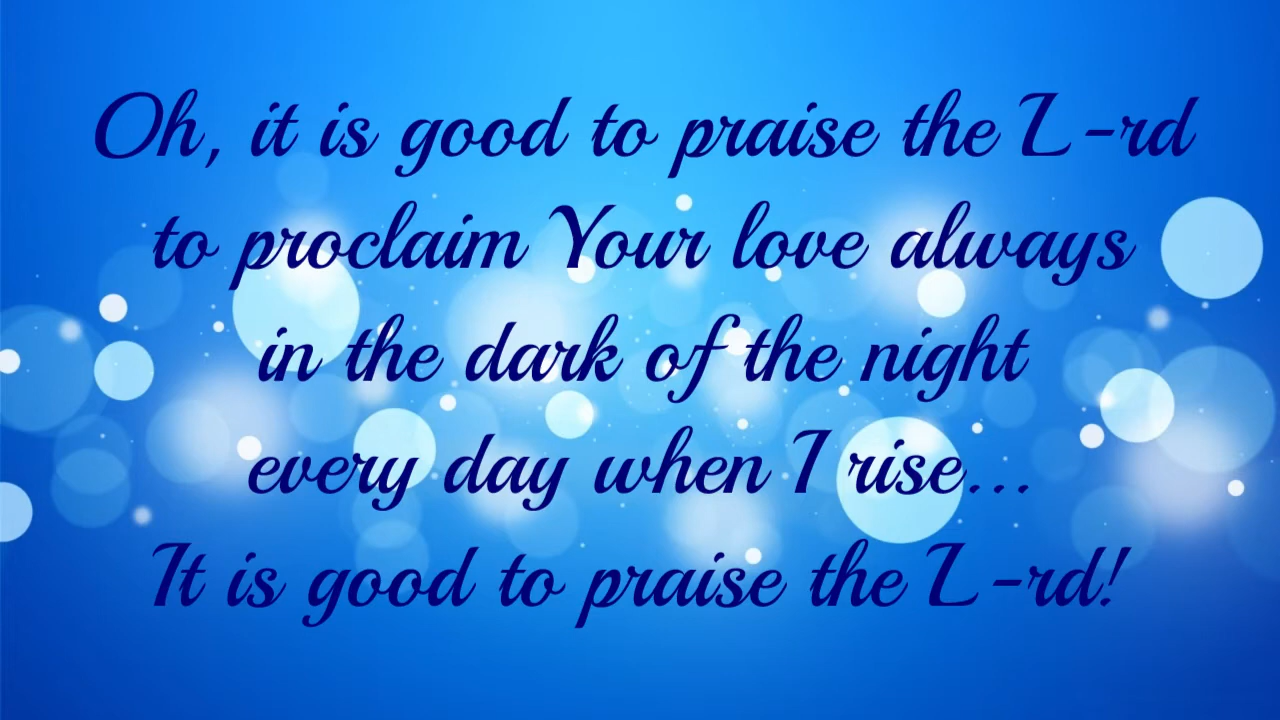 Oh, it is good to praise the L-rd
to proclaim Your love always
in the dark of the night
every day when I rise...
It is good to praise the L-rd!